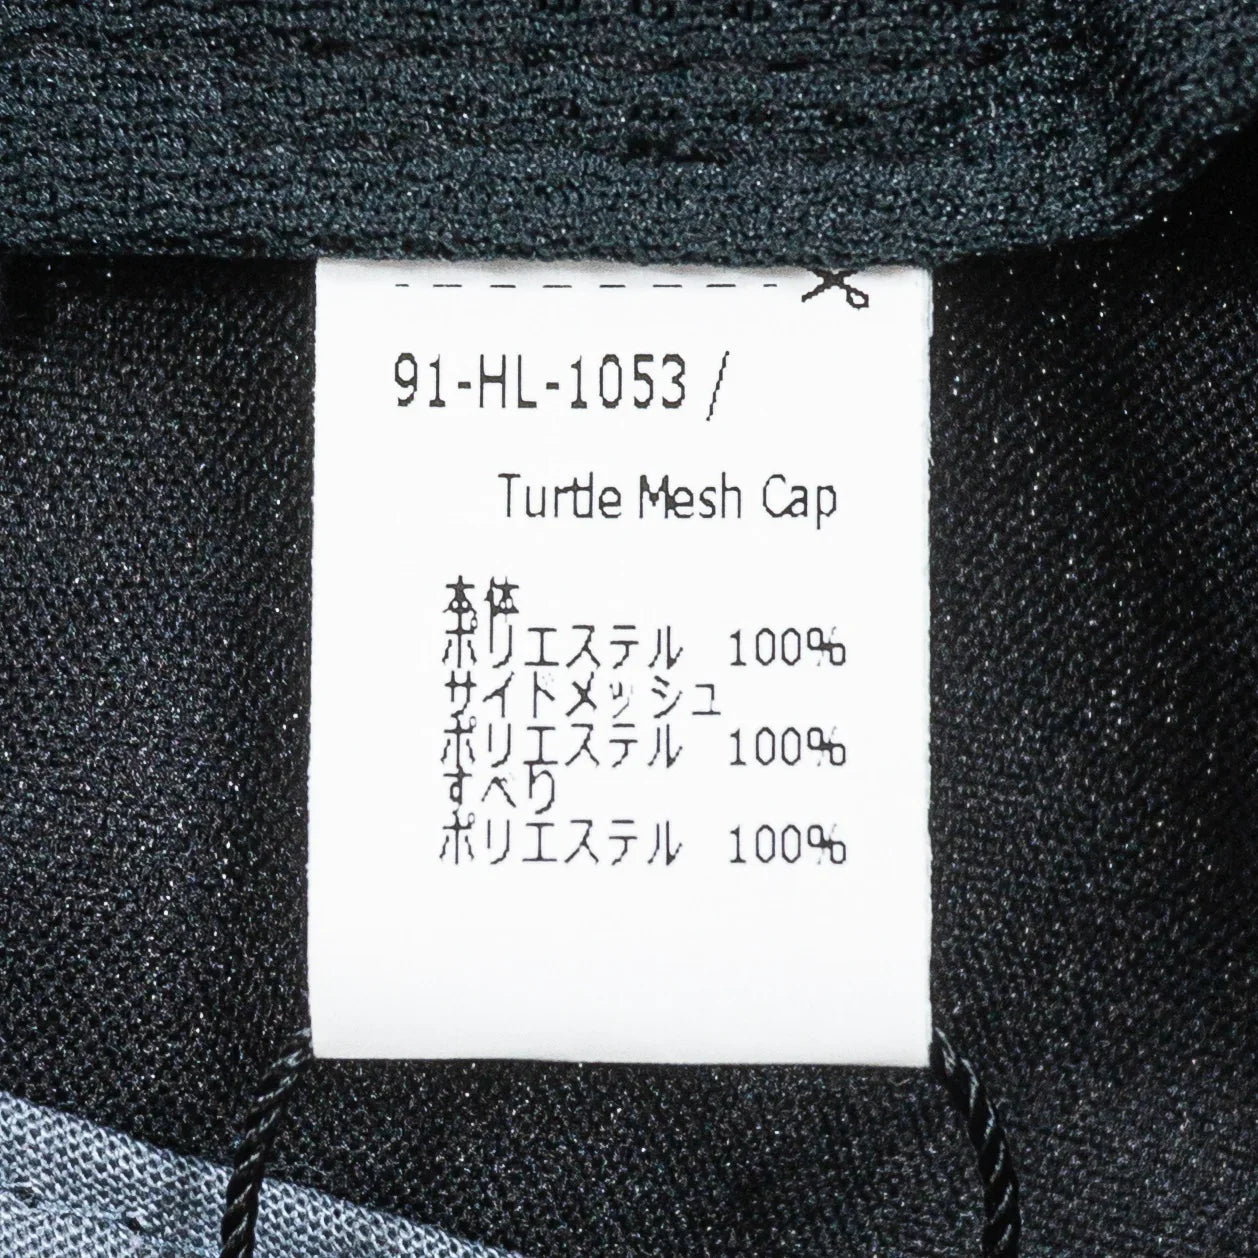 91-HL-1053 /
Turtle Mesh Cap
本体
ポリエステル 100%
サイドメッシュ
ポリエステル 100%
すべり
ポリエステル 100%